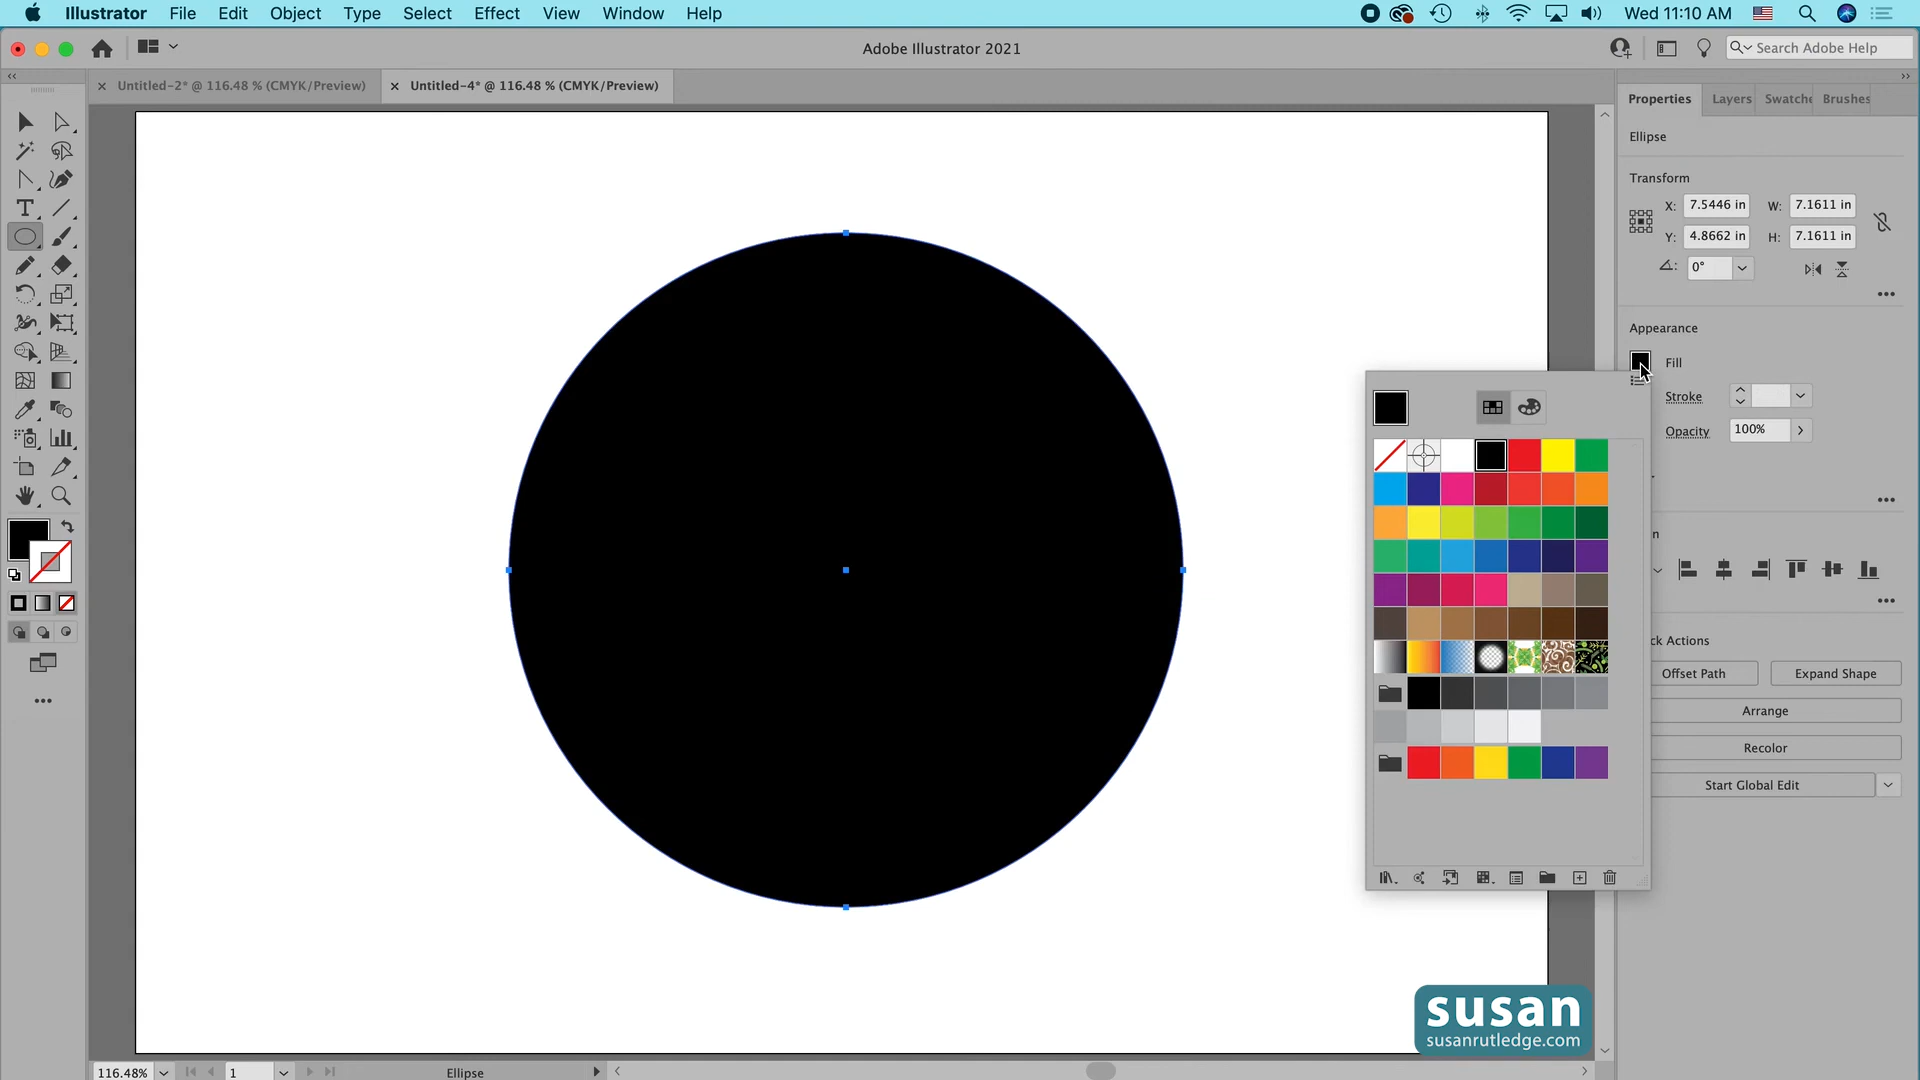 Illustrator File Edit Object Type Select Effect View Window Help Wed 11:10 AM
Adobe Illustrator 2021 Search Adobe Help
Untitled-2* @ 116.48 % (CMYK/Preview) Untitled-4* @ 116.48 % (CMYK/Preview)
Properties Layers Swatche Brushes
Ellipse
Transform
X: 7.5446 in W: 7.1611 in
Y: 4.8662 in H: 7.1611 in
0°
Appearance
Fill
Stroke
Opacity 100%
n
ck Actions
Offset Path Expand Shape
Arrange
Recolor
Start Global Edit
susan
susanrutledge.com
116.48% 1 Ellipse